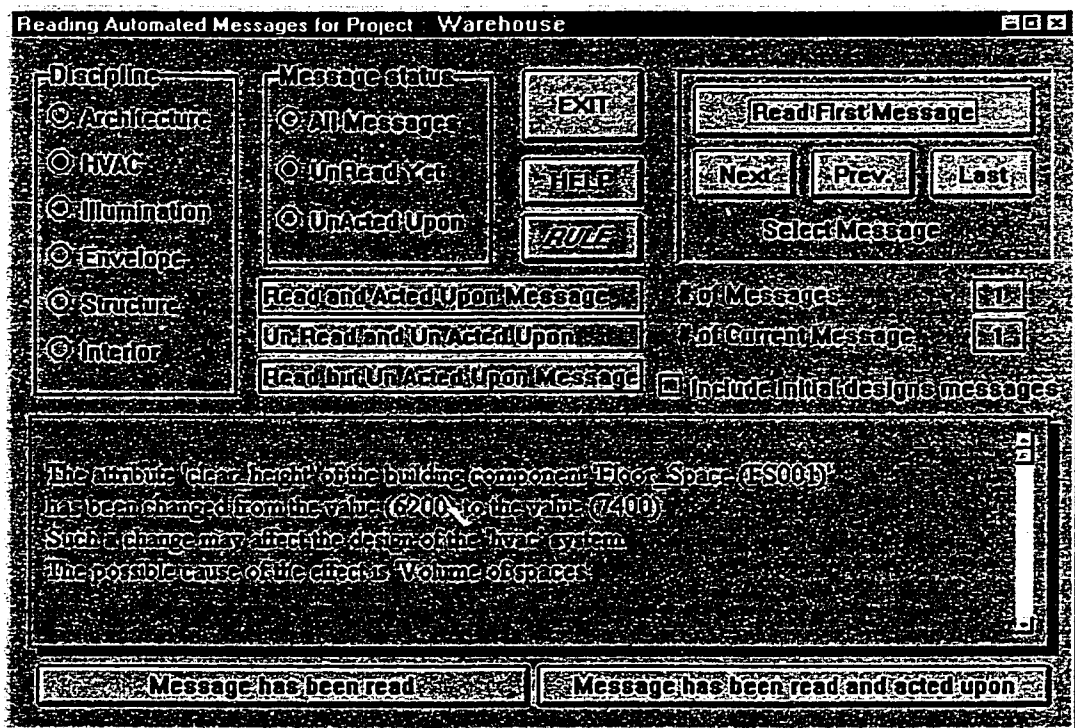 Reading Automated Messages for Project : Warehouse
Discipline
Architecture
HVAC
Illumination
Envelope
Structure
Interior
Message status
All Messages
UnRead Yet
UnActed Upon
EXIT
HELP
RULE
Read First Message
Next
Prev.
Last
Select Message
Read and Acted Upon Message
Un Read and Un Acted Upon
Read but Un Acted Upon Message
# of Messages 1
# of Current Message 1
Include Initial designs messages
The attribute 'clear_height' of the building component 'Floor_Space (FS001)'
has been changed from the value (6200) to the value (7400)
Such a change may affect the design of the 'hvac' system.
The possible cause of the effect is 'Volume of spaces'
Message has been read
Message has been read and acted upon